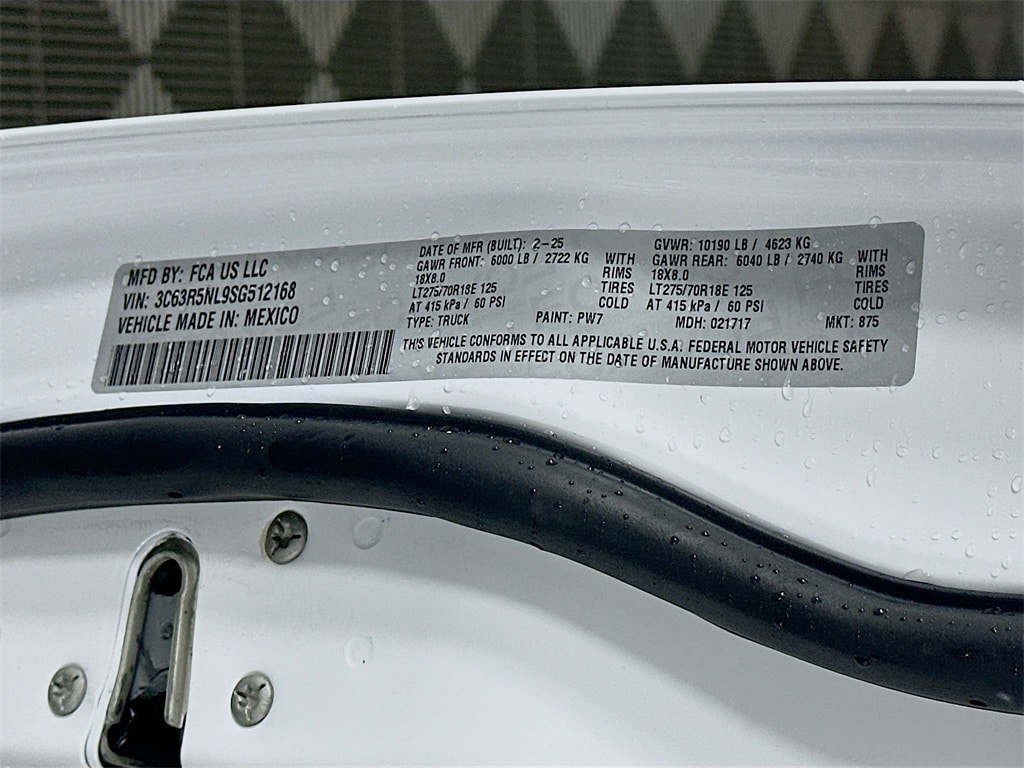 MFD BY: FCA US LLC
VIN: 3C63R5NL9SG512168
VEHICLE MADE IN: MEXICO
DATE OF MFR (BUILT): 2-25
GAWR FRONT: 6000 LB / 2722 KG WITH
18X8.0 RIMS
LT275/70R18E 125 TIRES
AT 415 kPa / 60 PSI COLD
TYPE: TRUCK PAINT: PW7
GVWR: 10190 LB / 4623 KG
GAWR REAR: 6040 LB / 2740 KG WITH
18X8.0 RIMS
LT275/70R18E 125 TIRES
AT 415 kPa / 60 PSI COLD
MDH: 021717 MKT: 875
THIS VEHICLE CONFORMS TO ALL APPLICABLE U.S.A. FEDERAL MOTOR VEHICLE SAFETY
STANDARDS IN EFFECT ON THE DATE OF MANUFACTURE SHOWN ABOVE.